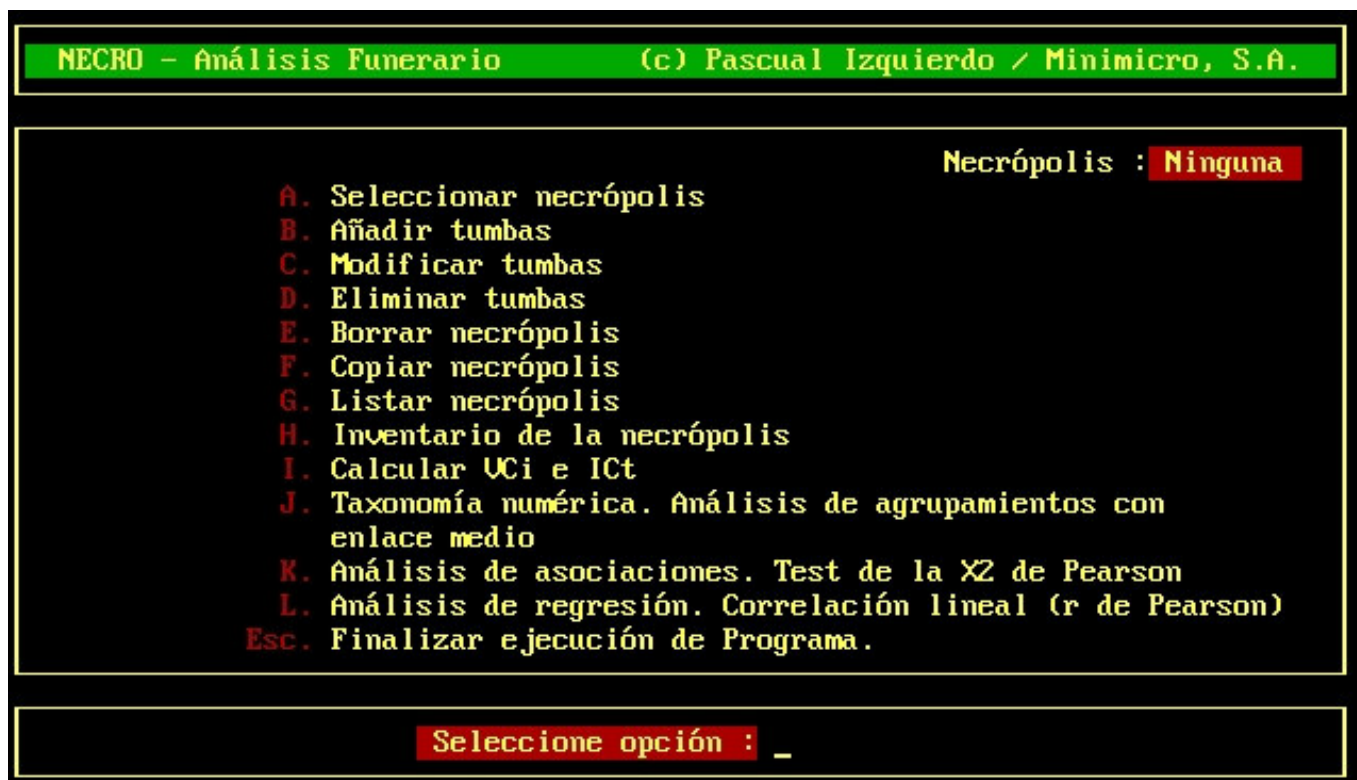 NECRO - Análisis Funerario (c) Pascual Izquierdo / Minimicro, S.A.
Necrópolis : Ninguna
A. Seleccionar necrópolis
B. Añadir tumbas
C. Modificar tumbas
D. Eliminar tumbas
E. Borrar necrópolis
F. Copiar necrópolis
G. Listar necrópolis
H. Inventario de la necrópolis
I. Calcular VCi e ICt
J. Taxonomía numérica. Análisis de agrupamientos con
enlace medio
K. Análisis de asociaciones. Test de la X2 de Pearson
L. Análisis de regresión. Correlación lineal (r de Pearson)
Esc. Finalizar ejecución de Programa.
Seleccione opción : _